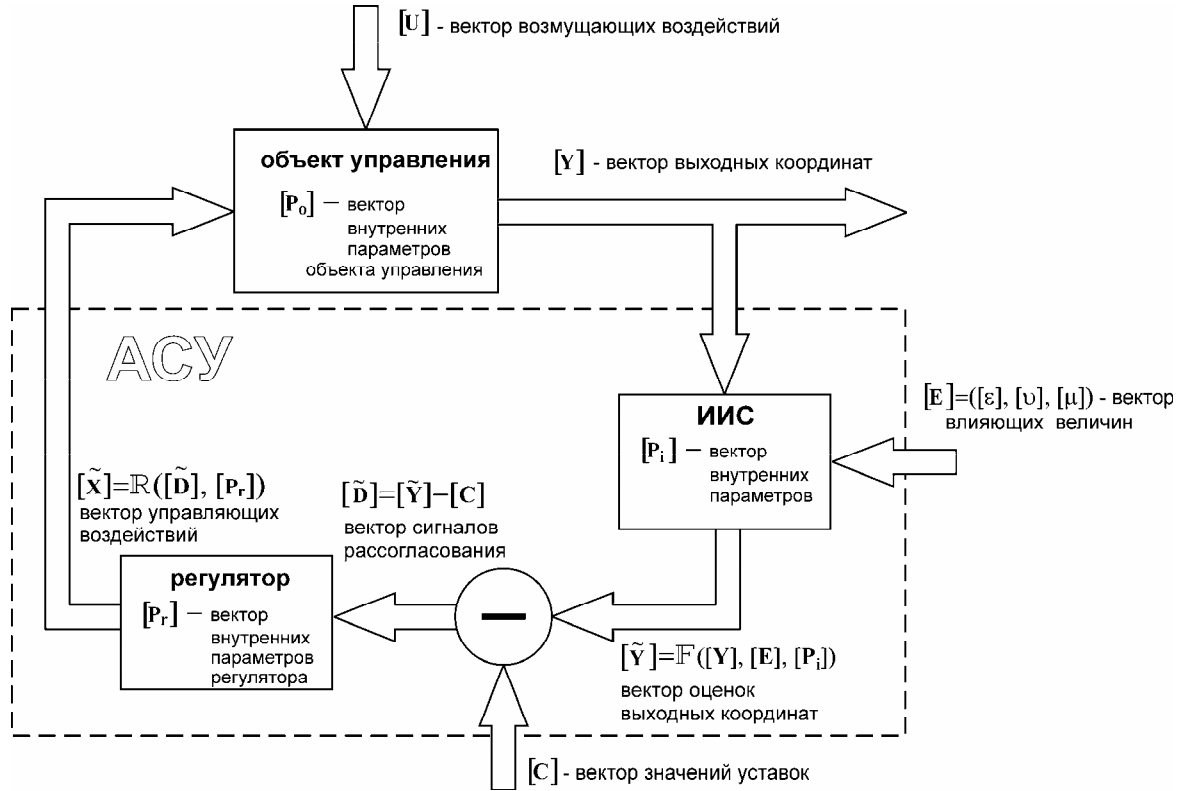 [U] - вектор возмущающих воздействий
объект управления
[Pₒ] – вектор
внутренних
параметров
объекта управления
[Y] - вектор выходных координат
АСУ
ИИС
[Pᵢ] – вектор
внутренних
параметров
[E]=([ε], [υ], [μ]) - вектор
влияющих величин
[X̃]=ℝ([D̃], [Pᵣ])
вектор управляющих
воздействий
[D̃]=[Ỹ]–[C]
вектор сигналов
рассогласования
регулятор
[Pᵣ] – вектор
внутренних
параметров
регулятора
–
[Ỹ]=𝔽([Y], [E], [Pᵢ])
вектор оценок
выходных координат
[C] - вектор значений уставок